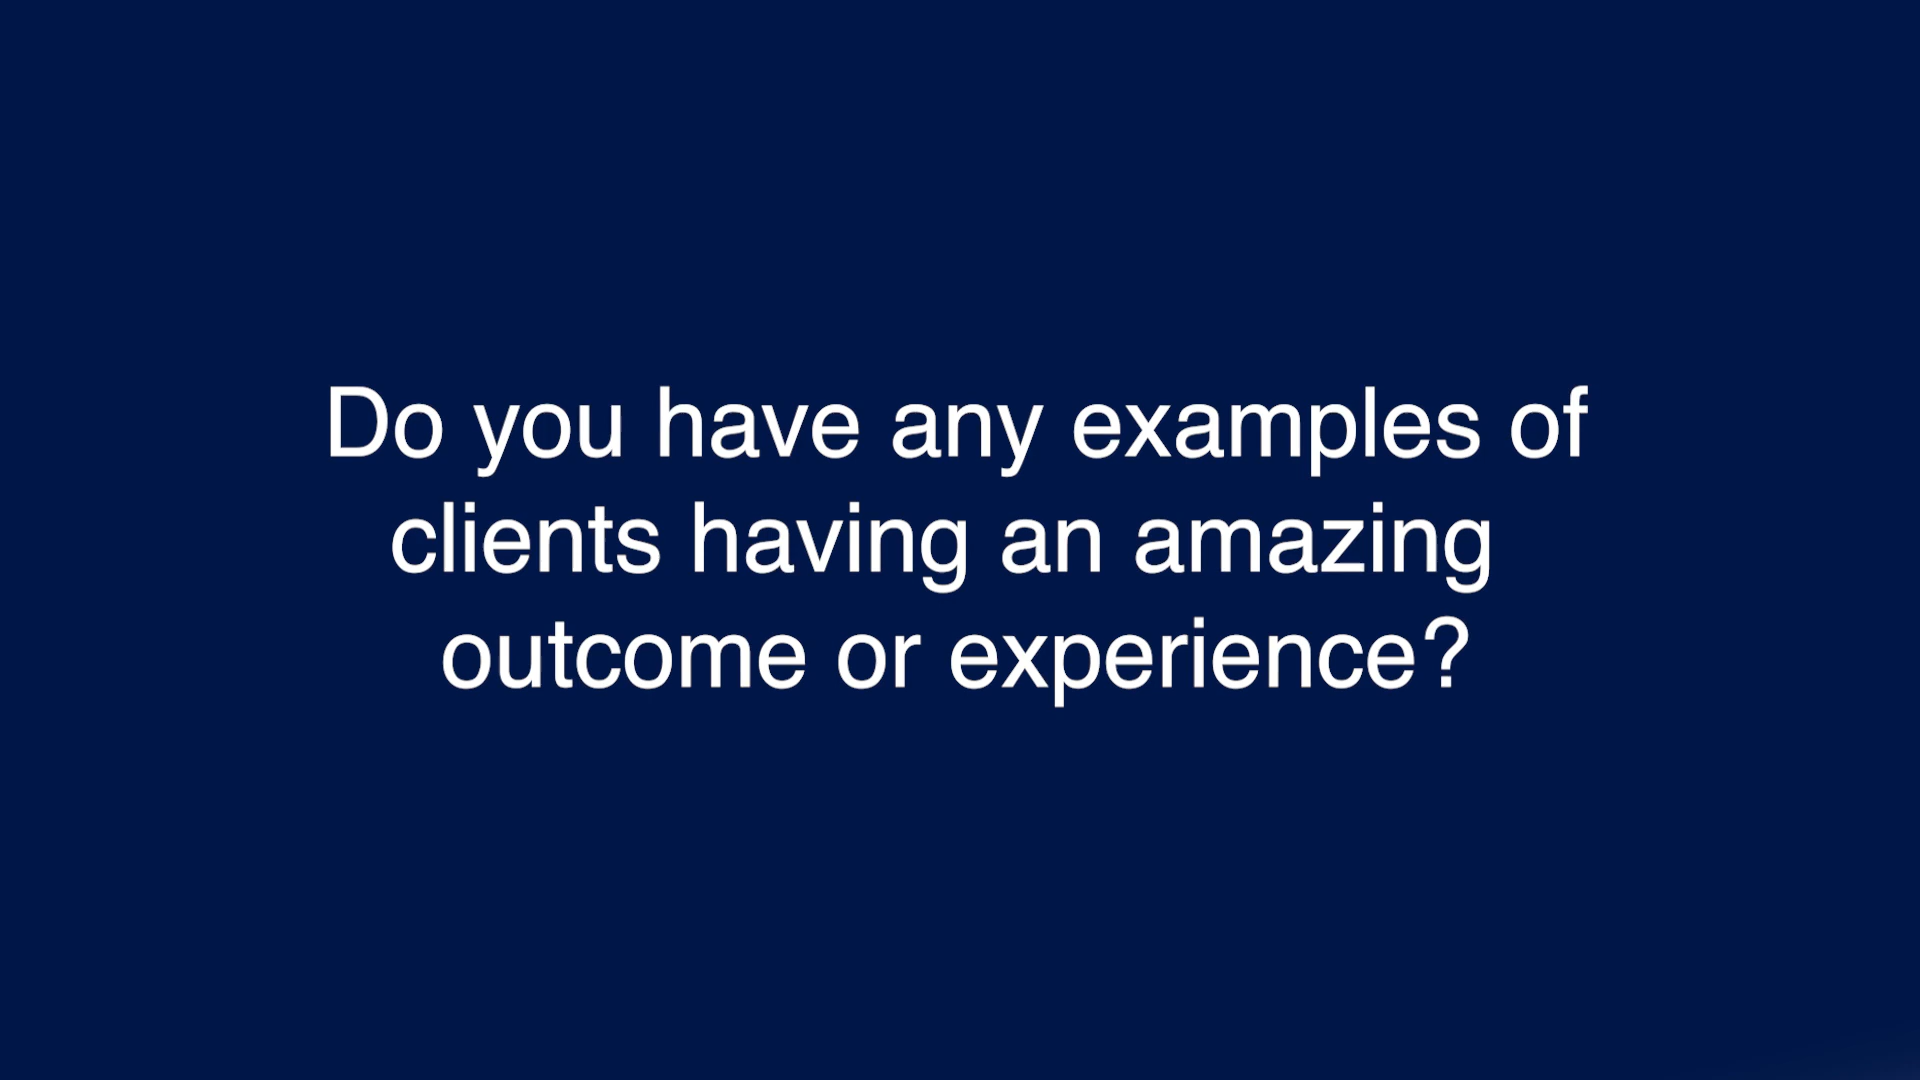 Do you have any examples of
clients having an amazing
outcome or experience?